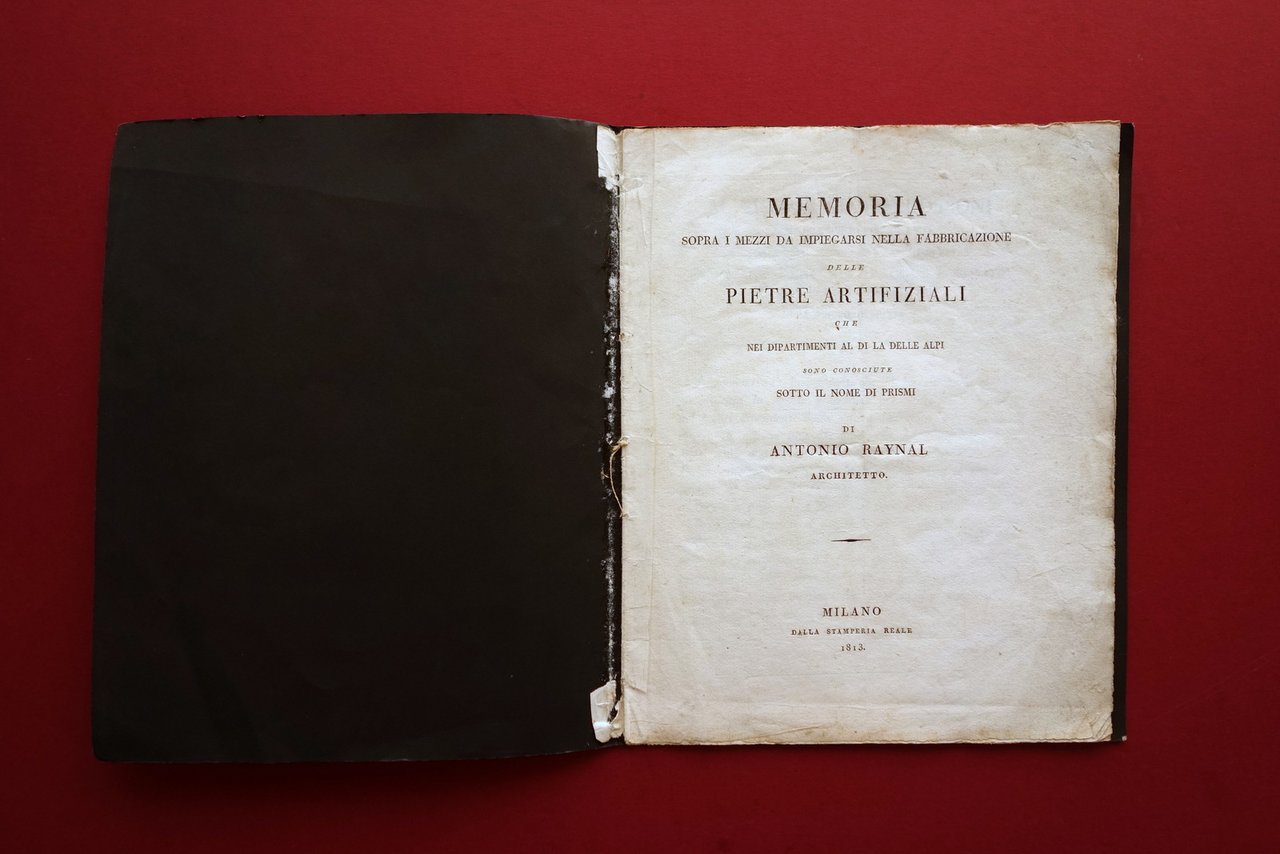 MEMORIA
SOPRA I MEZZI DA IMPIEGARSI NELLA FABBRICAZIONE
DELLE
PIETRE ARTIFIZIALI
CHE
NEI DIPARTIMENTI AL DI LA DELLE ALPI
SONO CONOSCIUTE
SOTTO IL NOME DI PRISMI
DI
ANTONIO RAYNAL
ARCHITETTO.
MILANO
DALLA STAMPERIA REALE
1813.